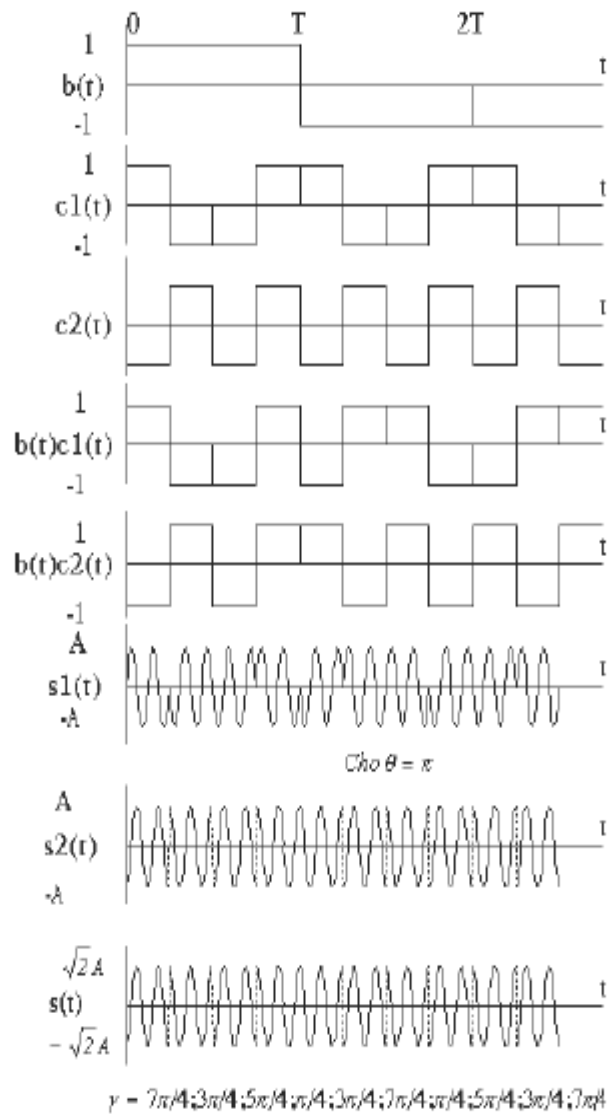 0 T 2T
1
t
b(t)
-1
1
t
c1(t)
-1
t
c2(t)
1
t
b(t)c1(t)
-1
1
t
b(t)c2(t)
-1
A
t
s1(t)
-A
Cho θ = π
A
t
s2(t)
-A
√2 A
t
s(t)
- √2 A
γ = 7π/4;3π/4;5π/4;π/4;3π/4;7π/4;π/4;5π/4;3π/4;7π/4